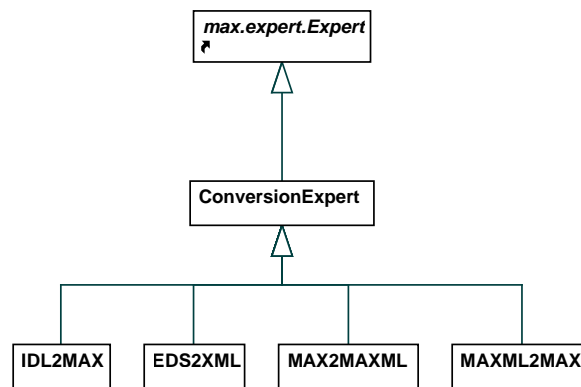 max.expert.Expert
ConversionExpert
IDL2MAX
EDS2XML
MAX2MAXML
MAXML2MAX